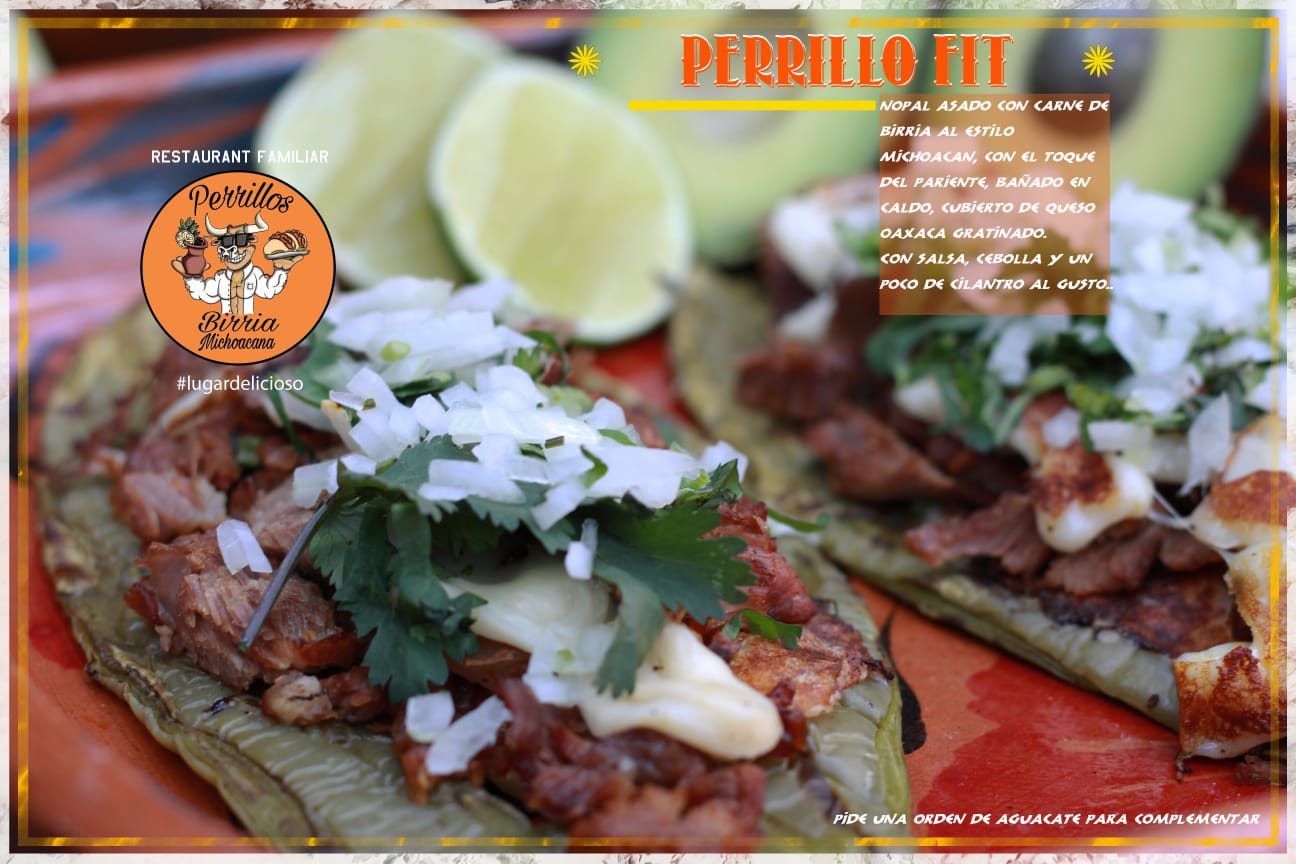 PERRILLO FIT
NOPAL ASADO CON CARNE DE
BIRRIA AL ESTILO
MICHOACAN, CON EL TOQUE
DEL PARIENTE, BAÑADO EN
CALDO, CUBIERTO DE QUESO
OAXACA GRATINADO.
CON SALSA, CEBOLLA Y UN
POCO DE CILANTRO AL GUSTO..
RESTAURANT FAMILIAR
Perrillos
Birria
Michoacana
#lugardelicioso
PIDE UNA ORDEN DE AGUACATE PARA COMPLEMENTAR